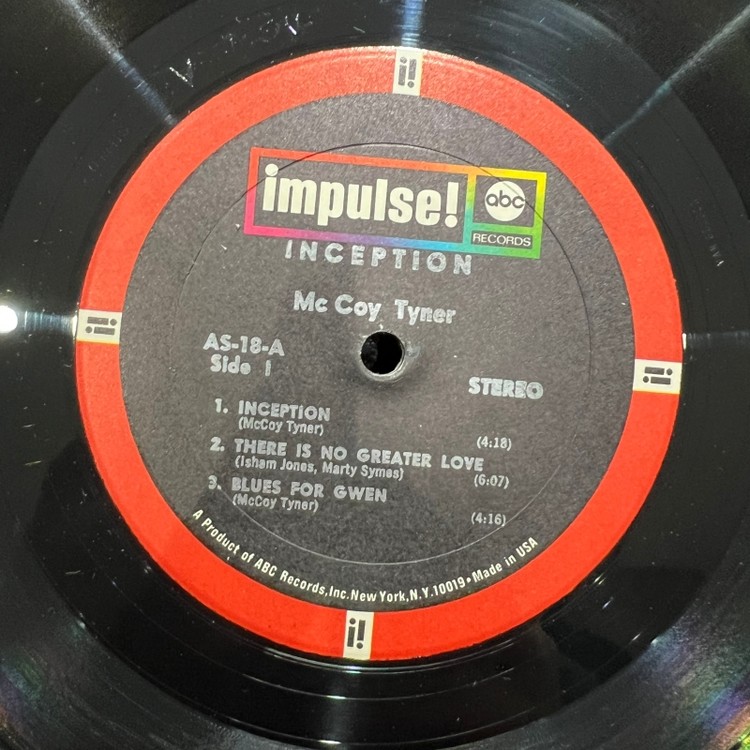 impulse! abc
RECORDS
INCEPTION
Mc Coy Tyner
AS-18-A
Side 1
STEREO
1. INCEPTION
(McCoy Tyner) (4:18)
2. THERE IS NO GREATER LOVE
(Isham Jones, Marty Symes) (6:07)
3. BLUES FOR GWEN
(McCoy Tyner) (4:16)
A Product of ABC Records,Inc.New York,N.Y.10019•Made in USA